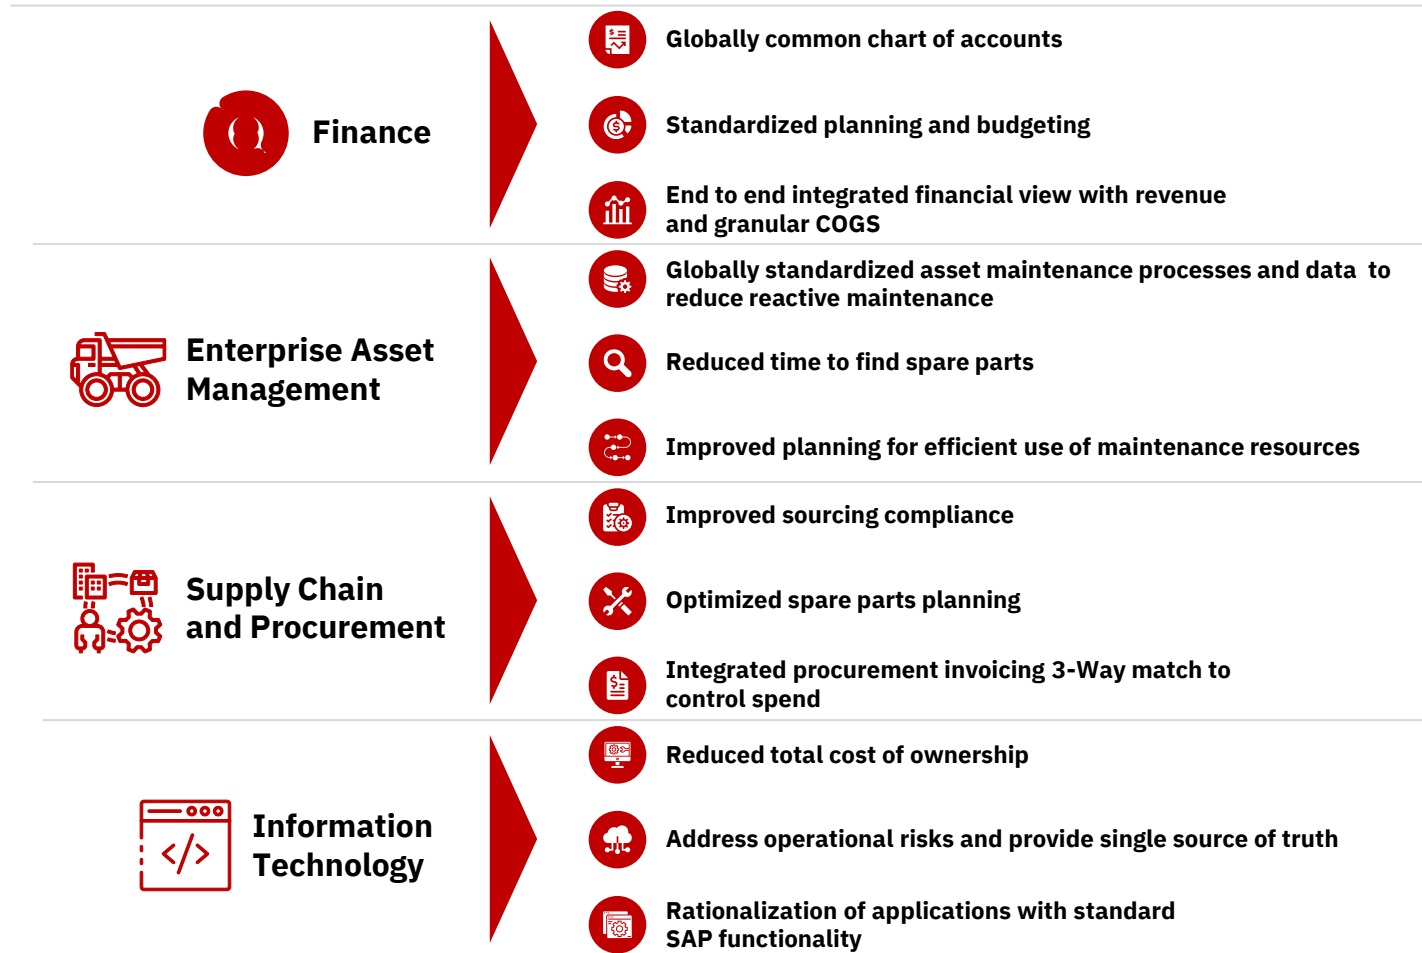 Finance
Globally common chart of accounts
Standardized planning and budgeting
End to end integrated financial view with revenue
and granular COGS
Enterprise Asset
Management
Globally standardized asset maintenance processes and data  to
reduce reactive maintenance
Reduced time to find spare parts
Improved planning for efficient use of maintenance resources
Supply Chain
and Procurement
Improved sourcing compliance
Optimized spare parts planning
Integrated procurement invoicing 3-Way match to
control spend
Information
Technology
Reduced total cost of ownership
Address operational risks and provide single source of truth
Rationalization of applications with standard
SAP functionality